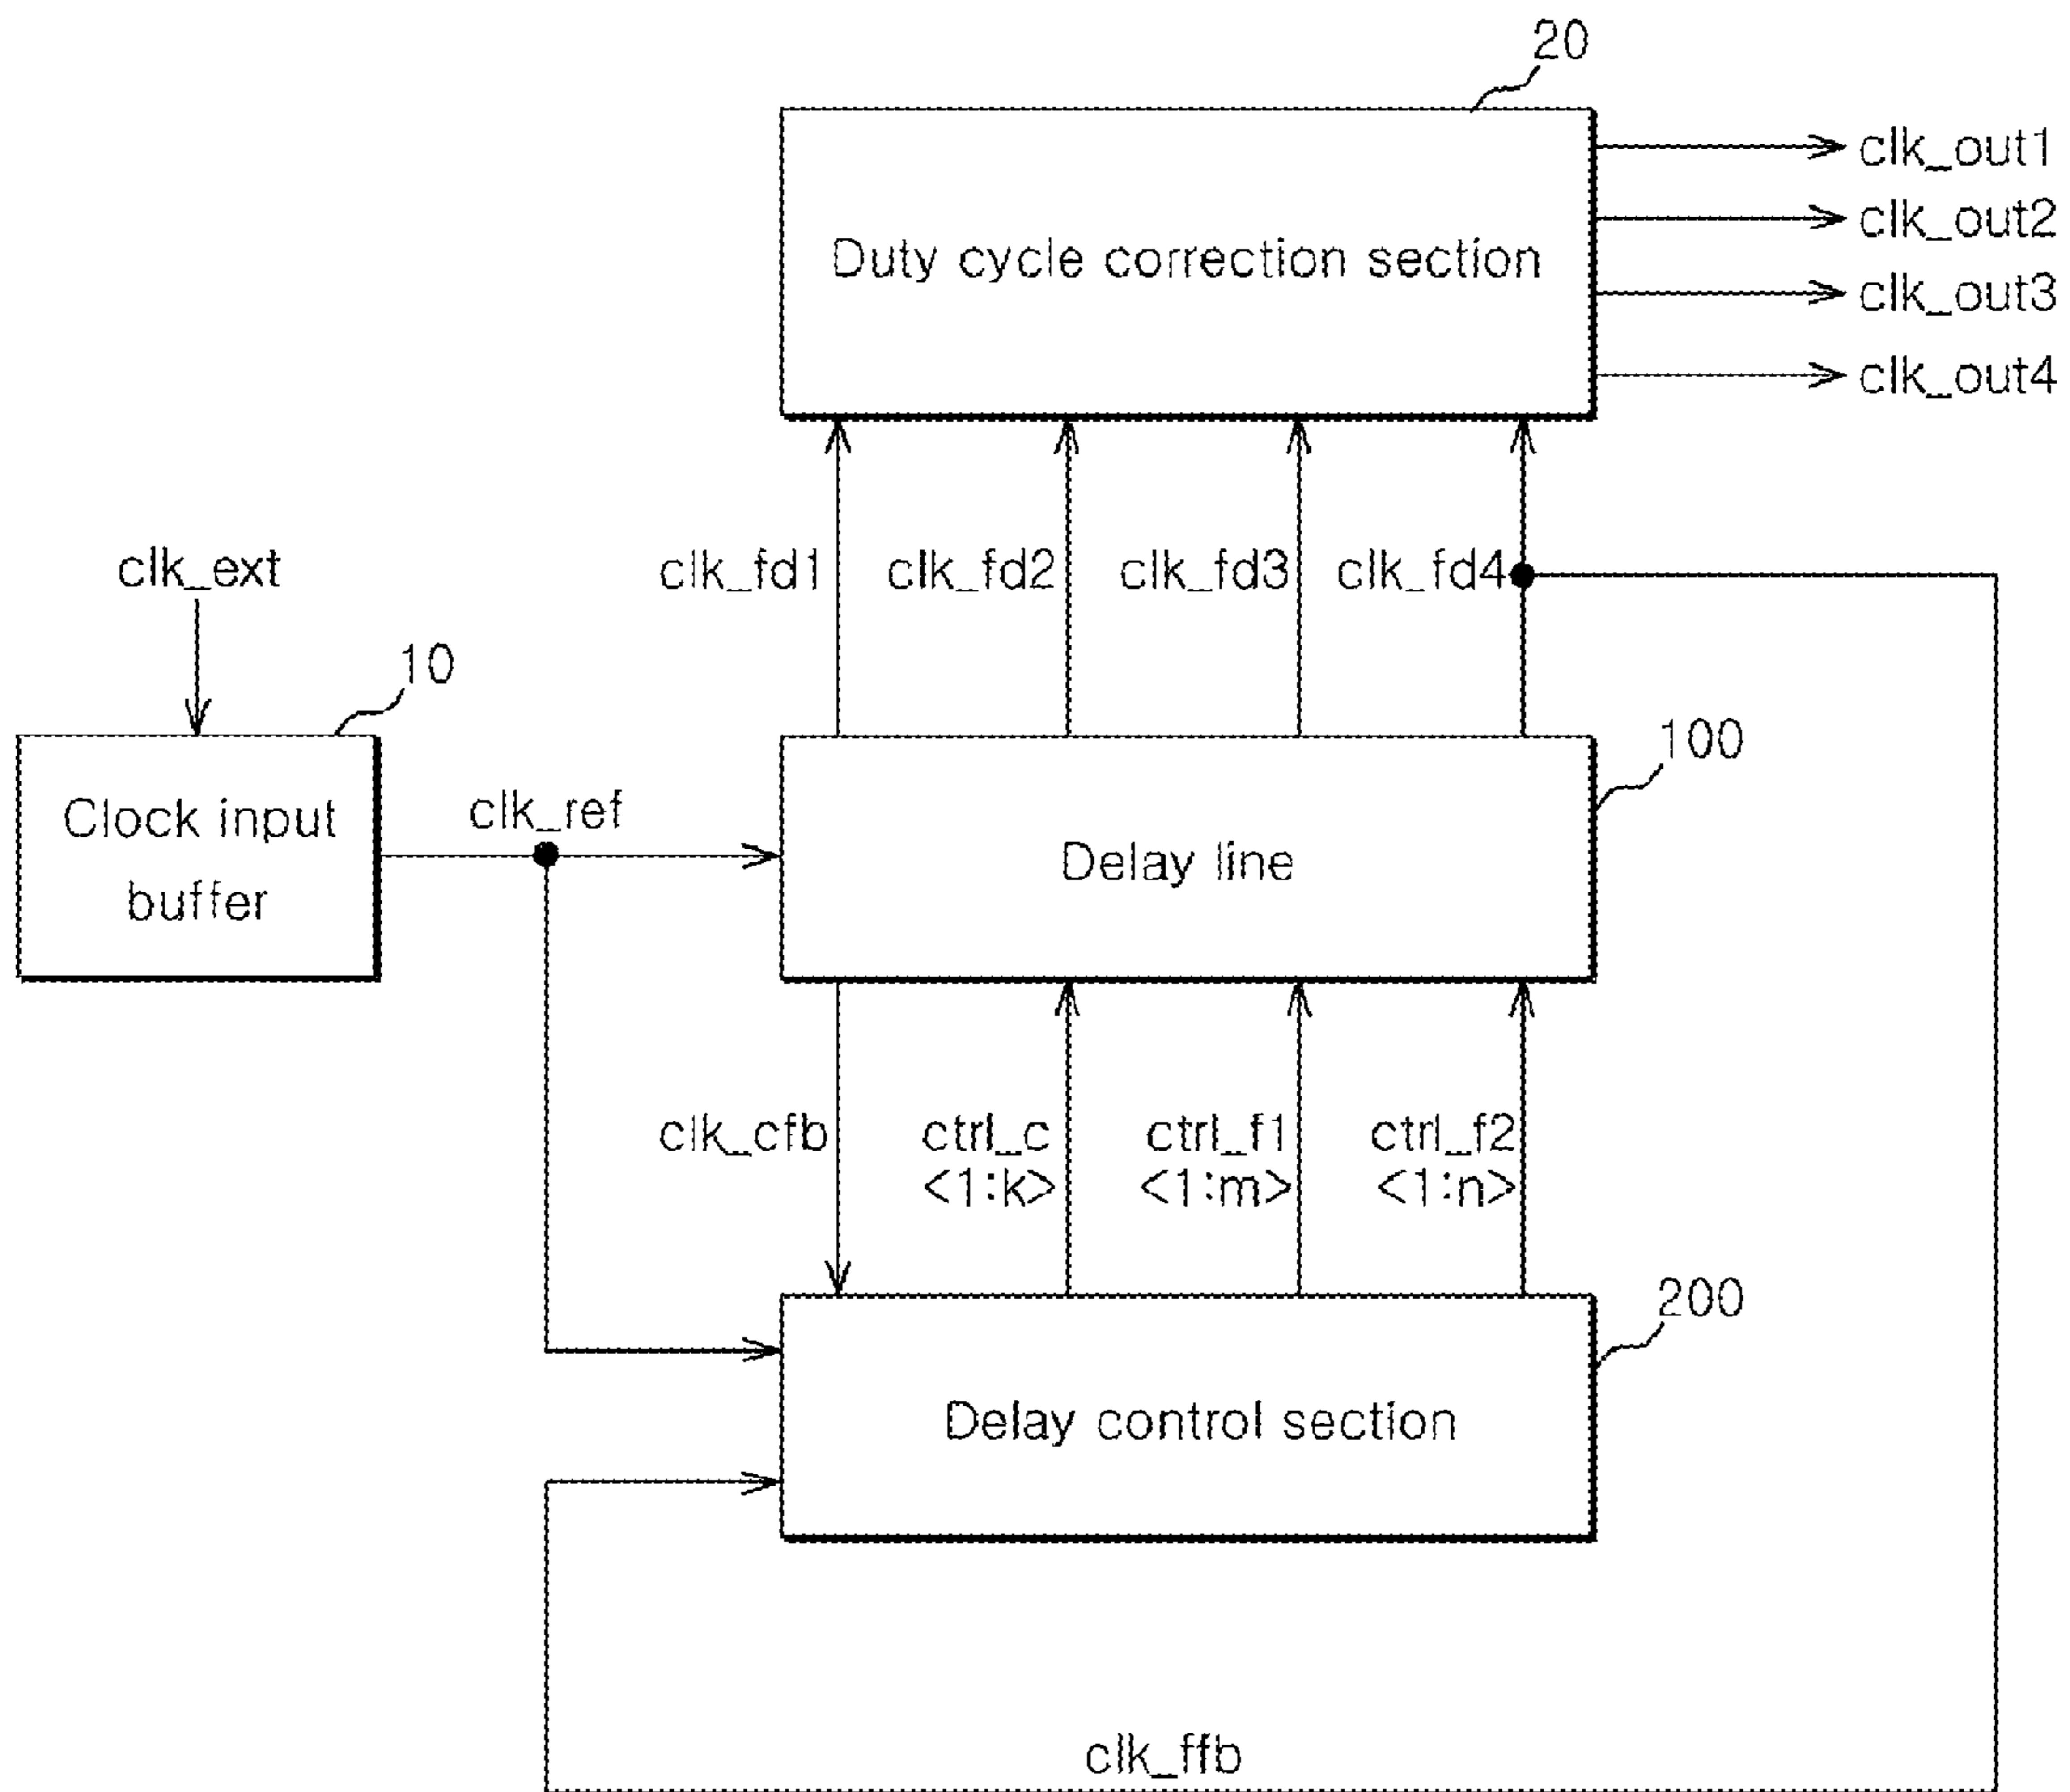 20
Duty cycle correction section
clk_out1
clk_out2
clk_out3
clk_out4
clk_ext
clk_fd1
clk_fd2
clk_fd3
clk_fd4
10
Clock input
buffer
clk_ref
100
Delay line
clk_cfb
ctrl_c
<1:k>
ctrl_f1
<1:m>
ctrl_f2
<1:n>
200
Delay control section
clk_ffb